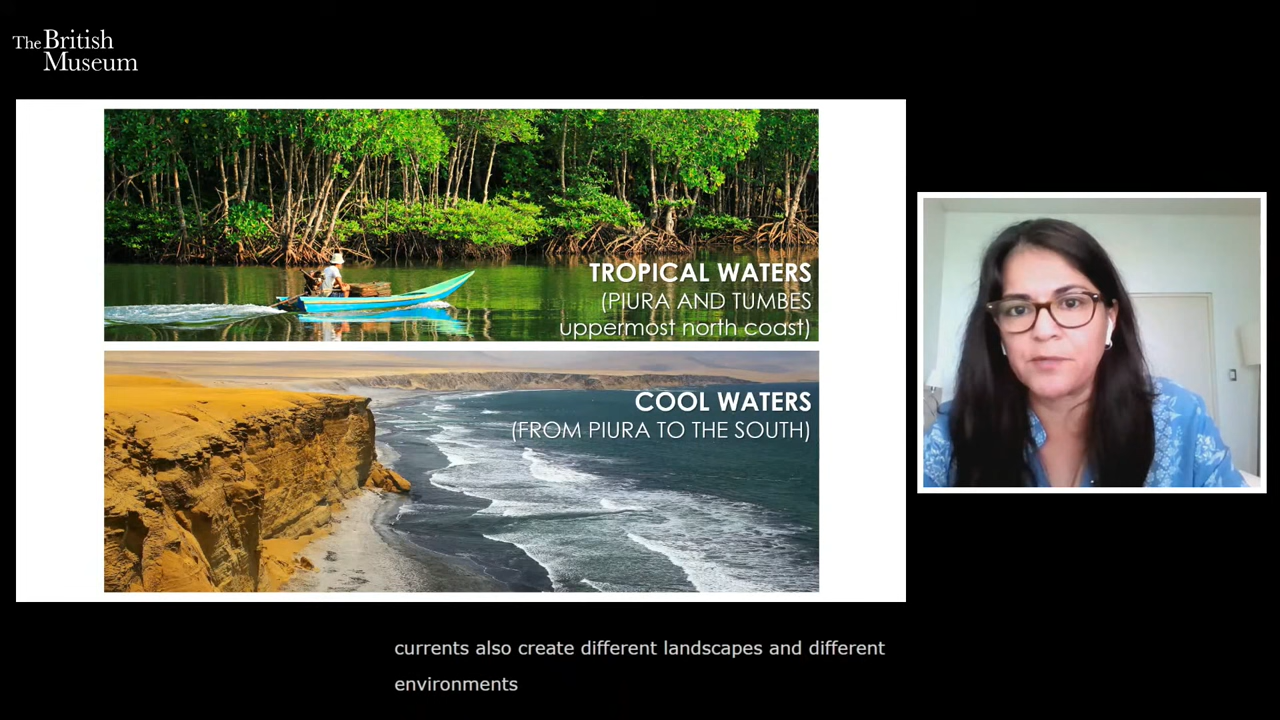 The British
Museum
TROPICAL WATERS
(PIURA AND TUMBES
uppermost north coast)
COOL WATERS
(FROM PIURA TO THE SOUTH)
currents also create different landscapes and different
environments